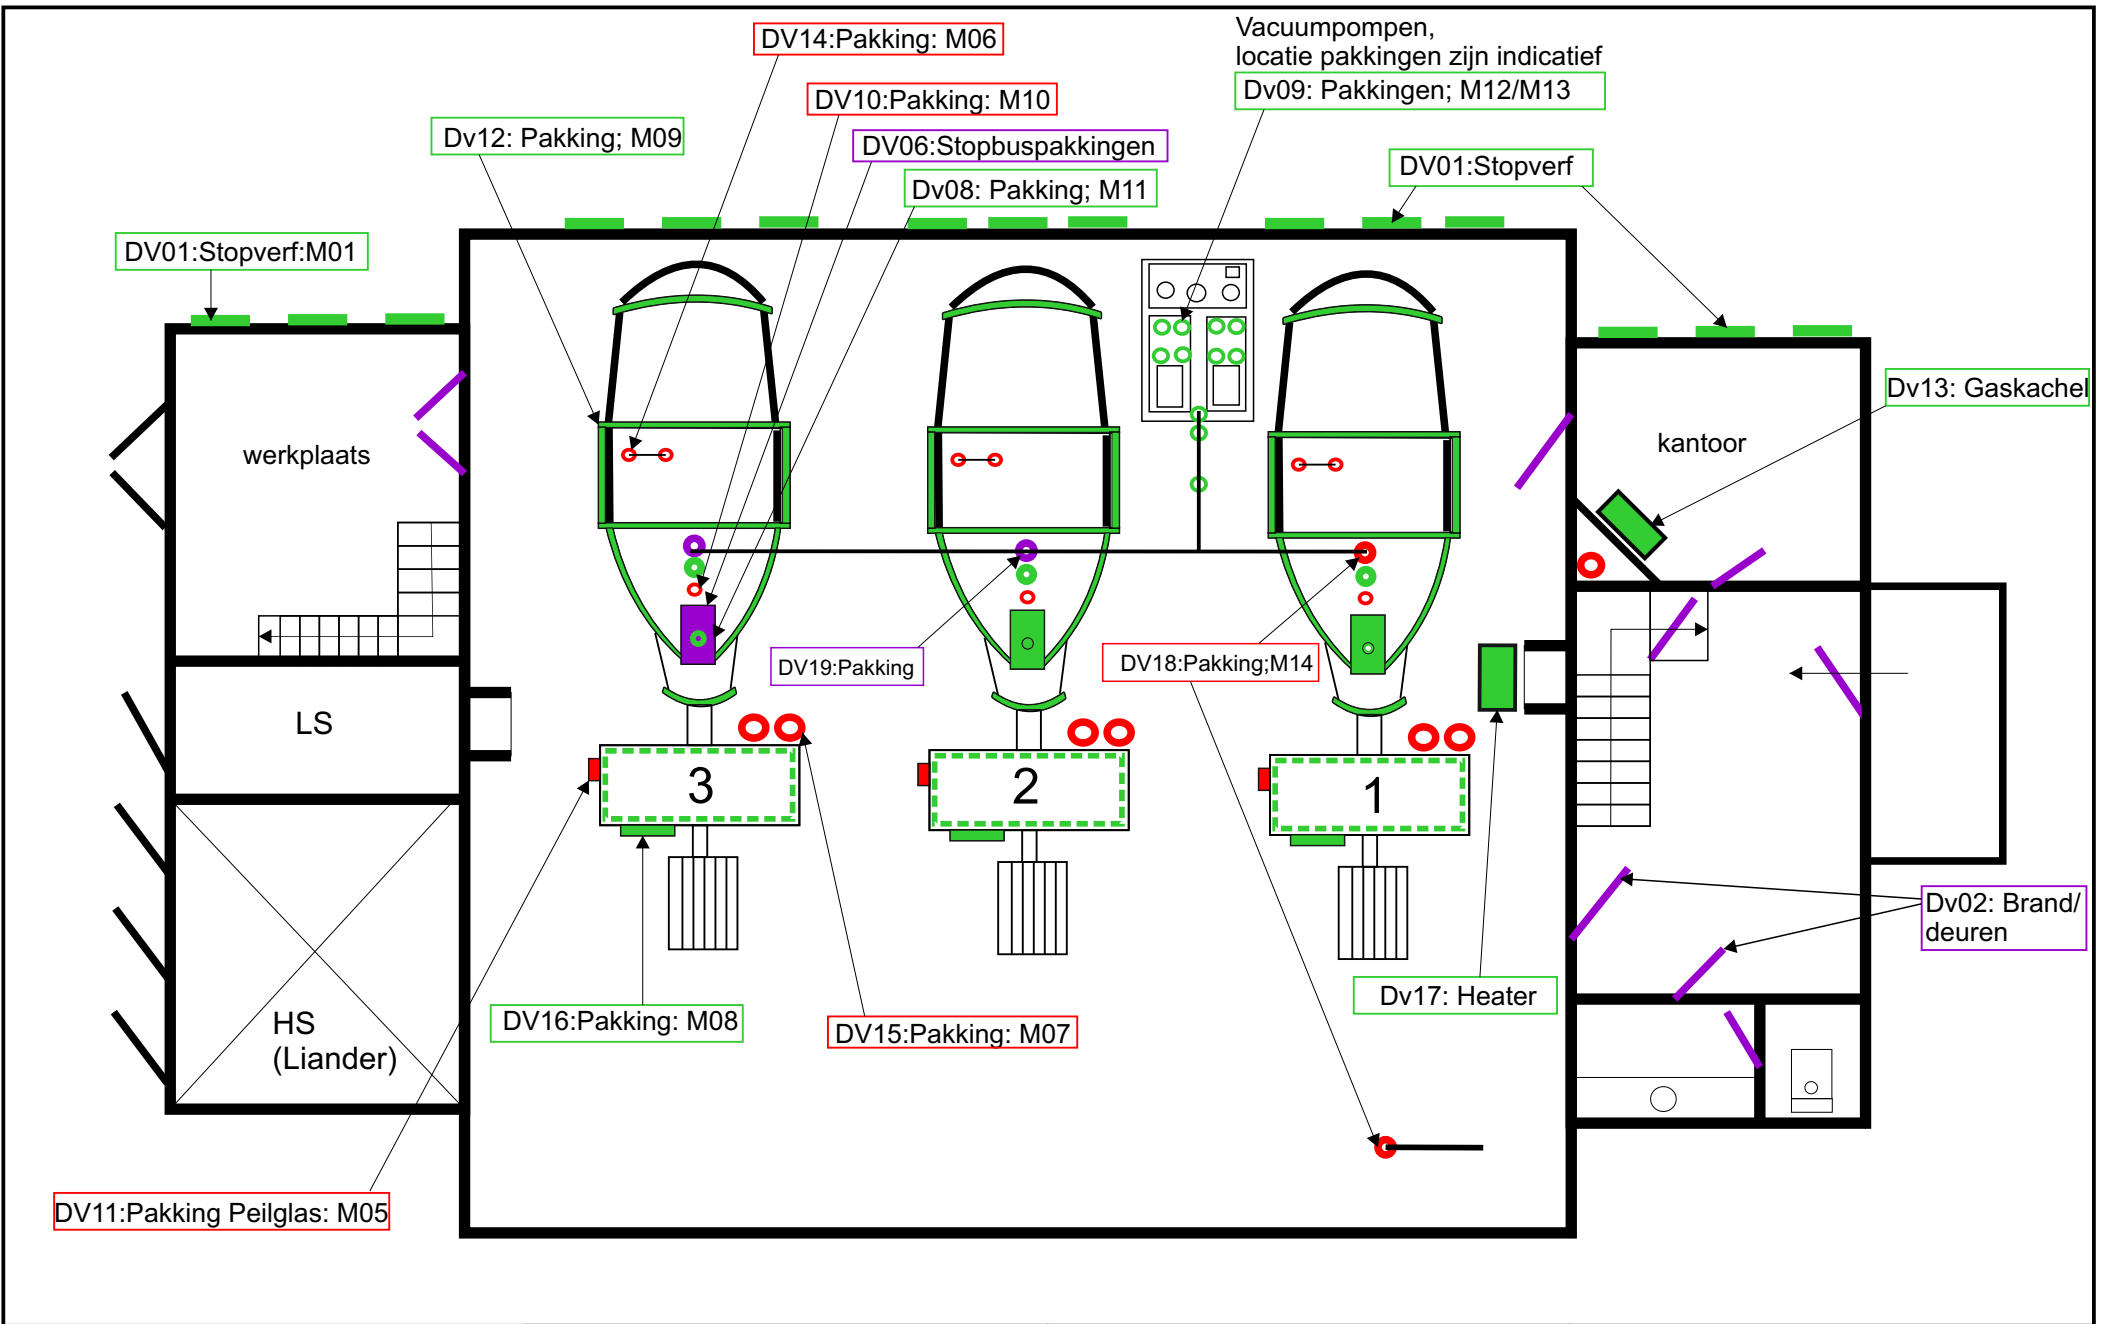 DV14:Pakking: M06
Vacuumpompen,
locatie pakkingen zijn indicatief
Dv09: Pakkingen; M12/M13
DV10:Pakking: M10
Dv12: Pakking; M09
DV06:Stopbuspakkingen
Dv08: Pakking; M11
DV01:Stopverf
DV01:Stopverf:M01
Dv13: Gaskachel
werkplaats
kantoor
DV19:Pakking
DV18:Pakking;M14
LS
3
2
1
Dv02: Brand/
deuren
Dv17: Heater
DV16:Pakking: M08
DV15:Pakking: M07
HS
(Liander)
DV11:Pakking Peilglas: M05